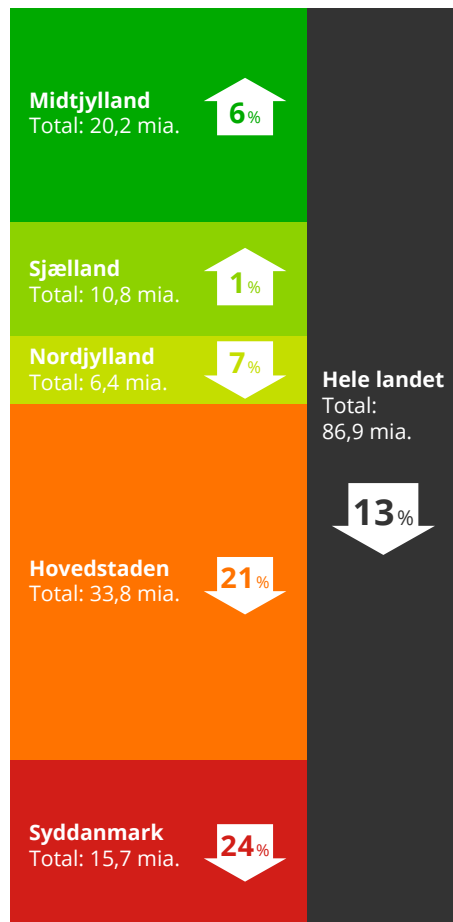 Midtjylland
Total: 20,2 mia.
6%
Sjælland
Total: 10,8 mia.
1%
Nordjylland
Total: 6,4 mia.
7%
Hele landet
Total:
86,9 mia.
13%
Hovedstaden
Total: 33,8 mia.
21%
Syddanmark
Total: 15,7 mia.
24%